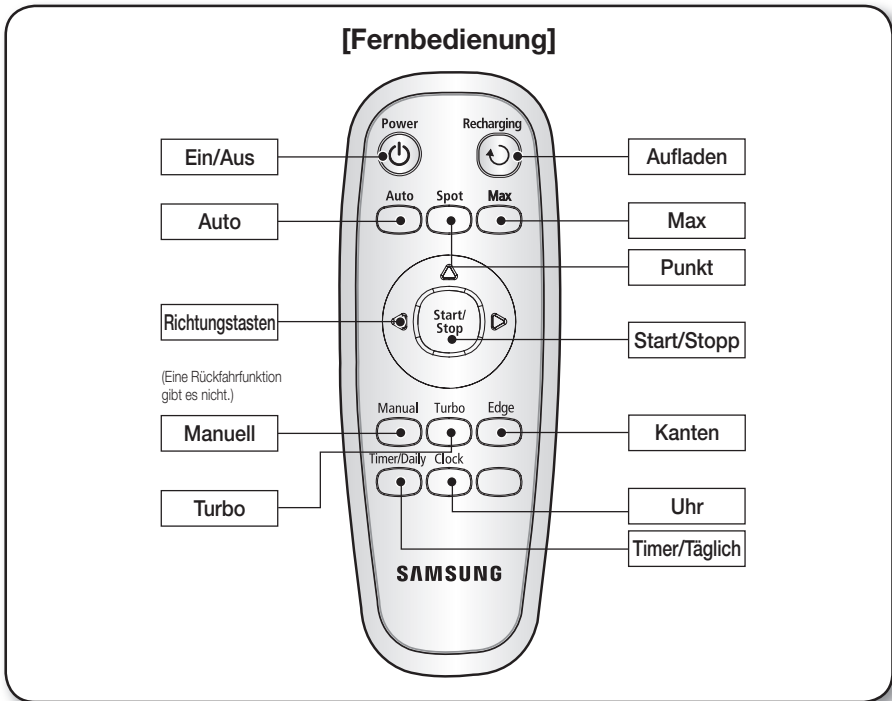 [Fernbedienung]
Power
Recharging
Ein/Aus
Aufladen
Auto
Spot
Max
Auto
Max
Punkt
Richtungstasten
Start/
Stop
Start/Stopp
(Eine Rückfahrfunktion
gibt es nicht.)
Manual
Turbo
Edge
Manuell
Kanten
Timer/Daily
Clock
Turbo
Uhr
Timer/Täglich
SAMSUNG